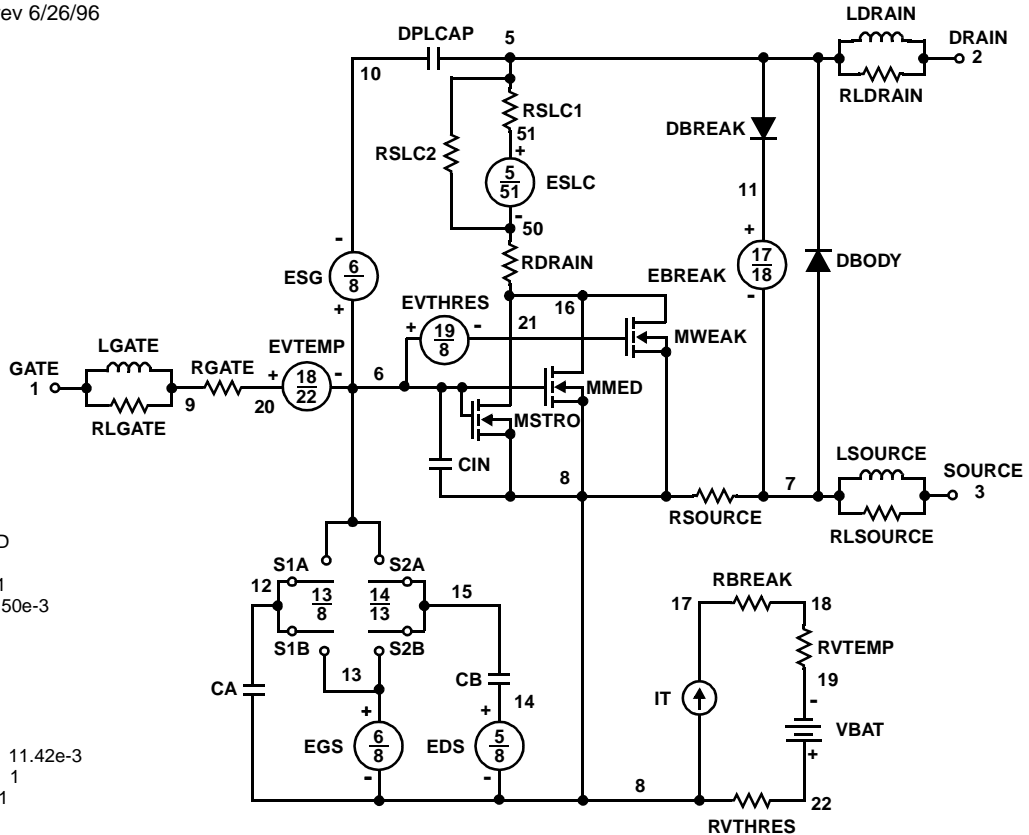 ev 6/26/96
LDRAIN
DPLCAP
5
DRAIN
2
10
RLDRAIN
RSLC1
51
+
DBREAK
RSLC2
5
51
ESLC
-
50
11
-
ESG
6
8
+
RDRAIN
EBREAK
+
17
18
-
DBODY
EVTHRES
+
19
8
-
21
16
MWEAK
LGATE
GATE
1
RLGATE
9
RGATE
20
EVTEMP
+
18
22
-
6
MMED
MSTRO
CIN
8
LSOURCE
7
SOURCE
3
RSOURCE
RLSOURCE
D
1
50e-3
12
S1A
13
8
S2A
14
13
15
S1B
S2B
13
CA
CB
14
+
EGS
6
8
-
+
EDS
5
8
-
RBREAK
17
18
RVTEMP
19
-
IT
VBAT
+
8
22
RVTHRES
11.42e-3
1
1